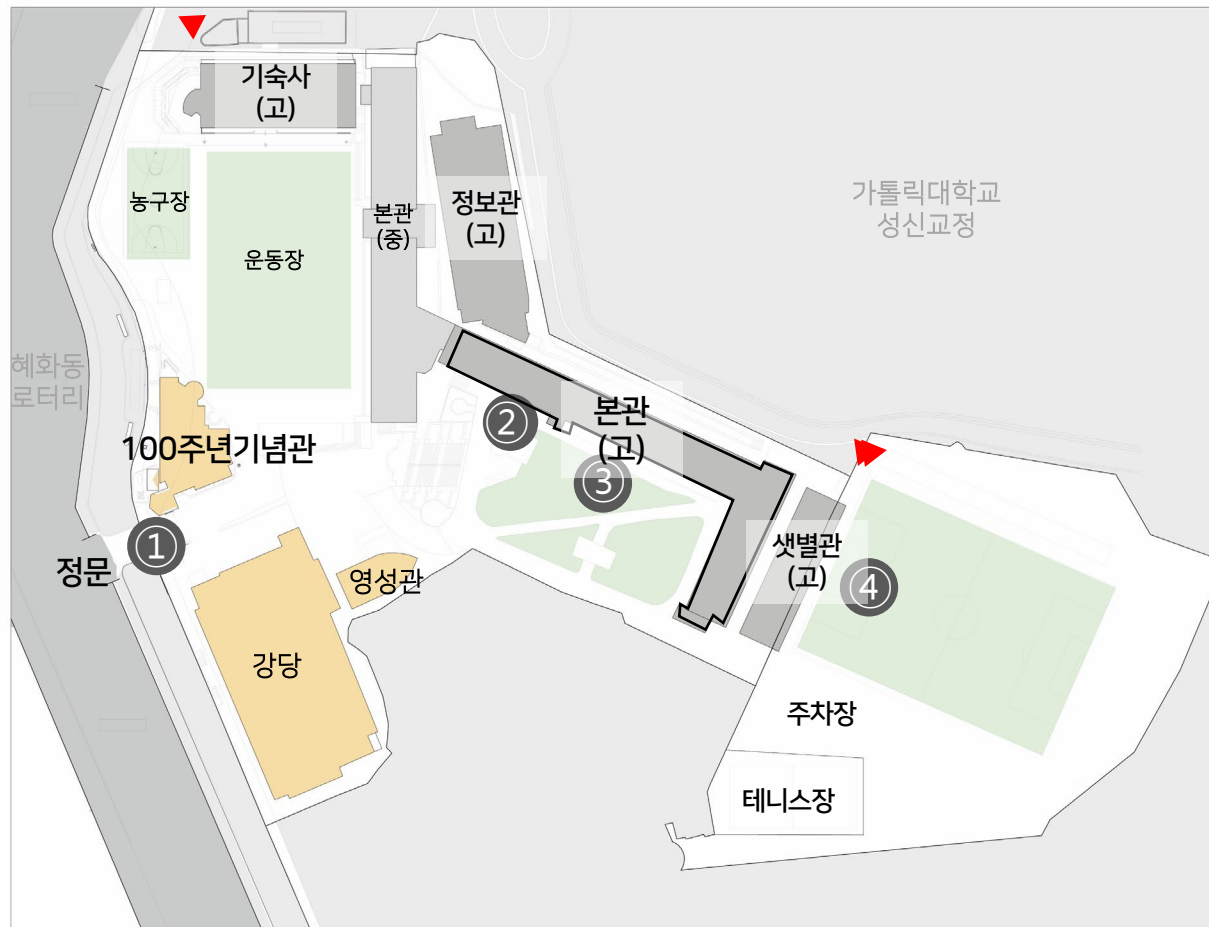 기숙사
(고)
농구장
운동장
본관
(중)
정보관
(고)
가톨릭대학교
성신교정
혜화동
로터리
100주년기념관
②
본관
(고)
③
①
정문
영성관
강당
샛별관
(고)
④
주차장
테니스장